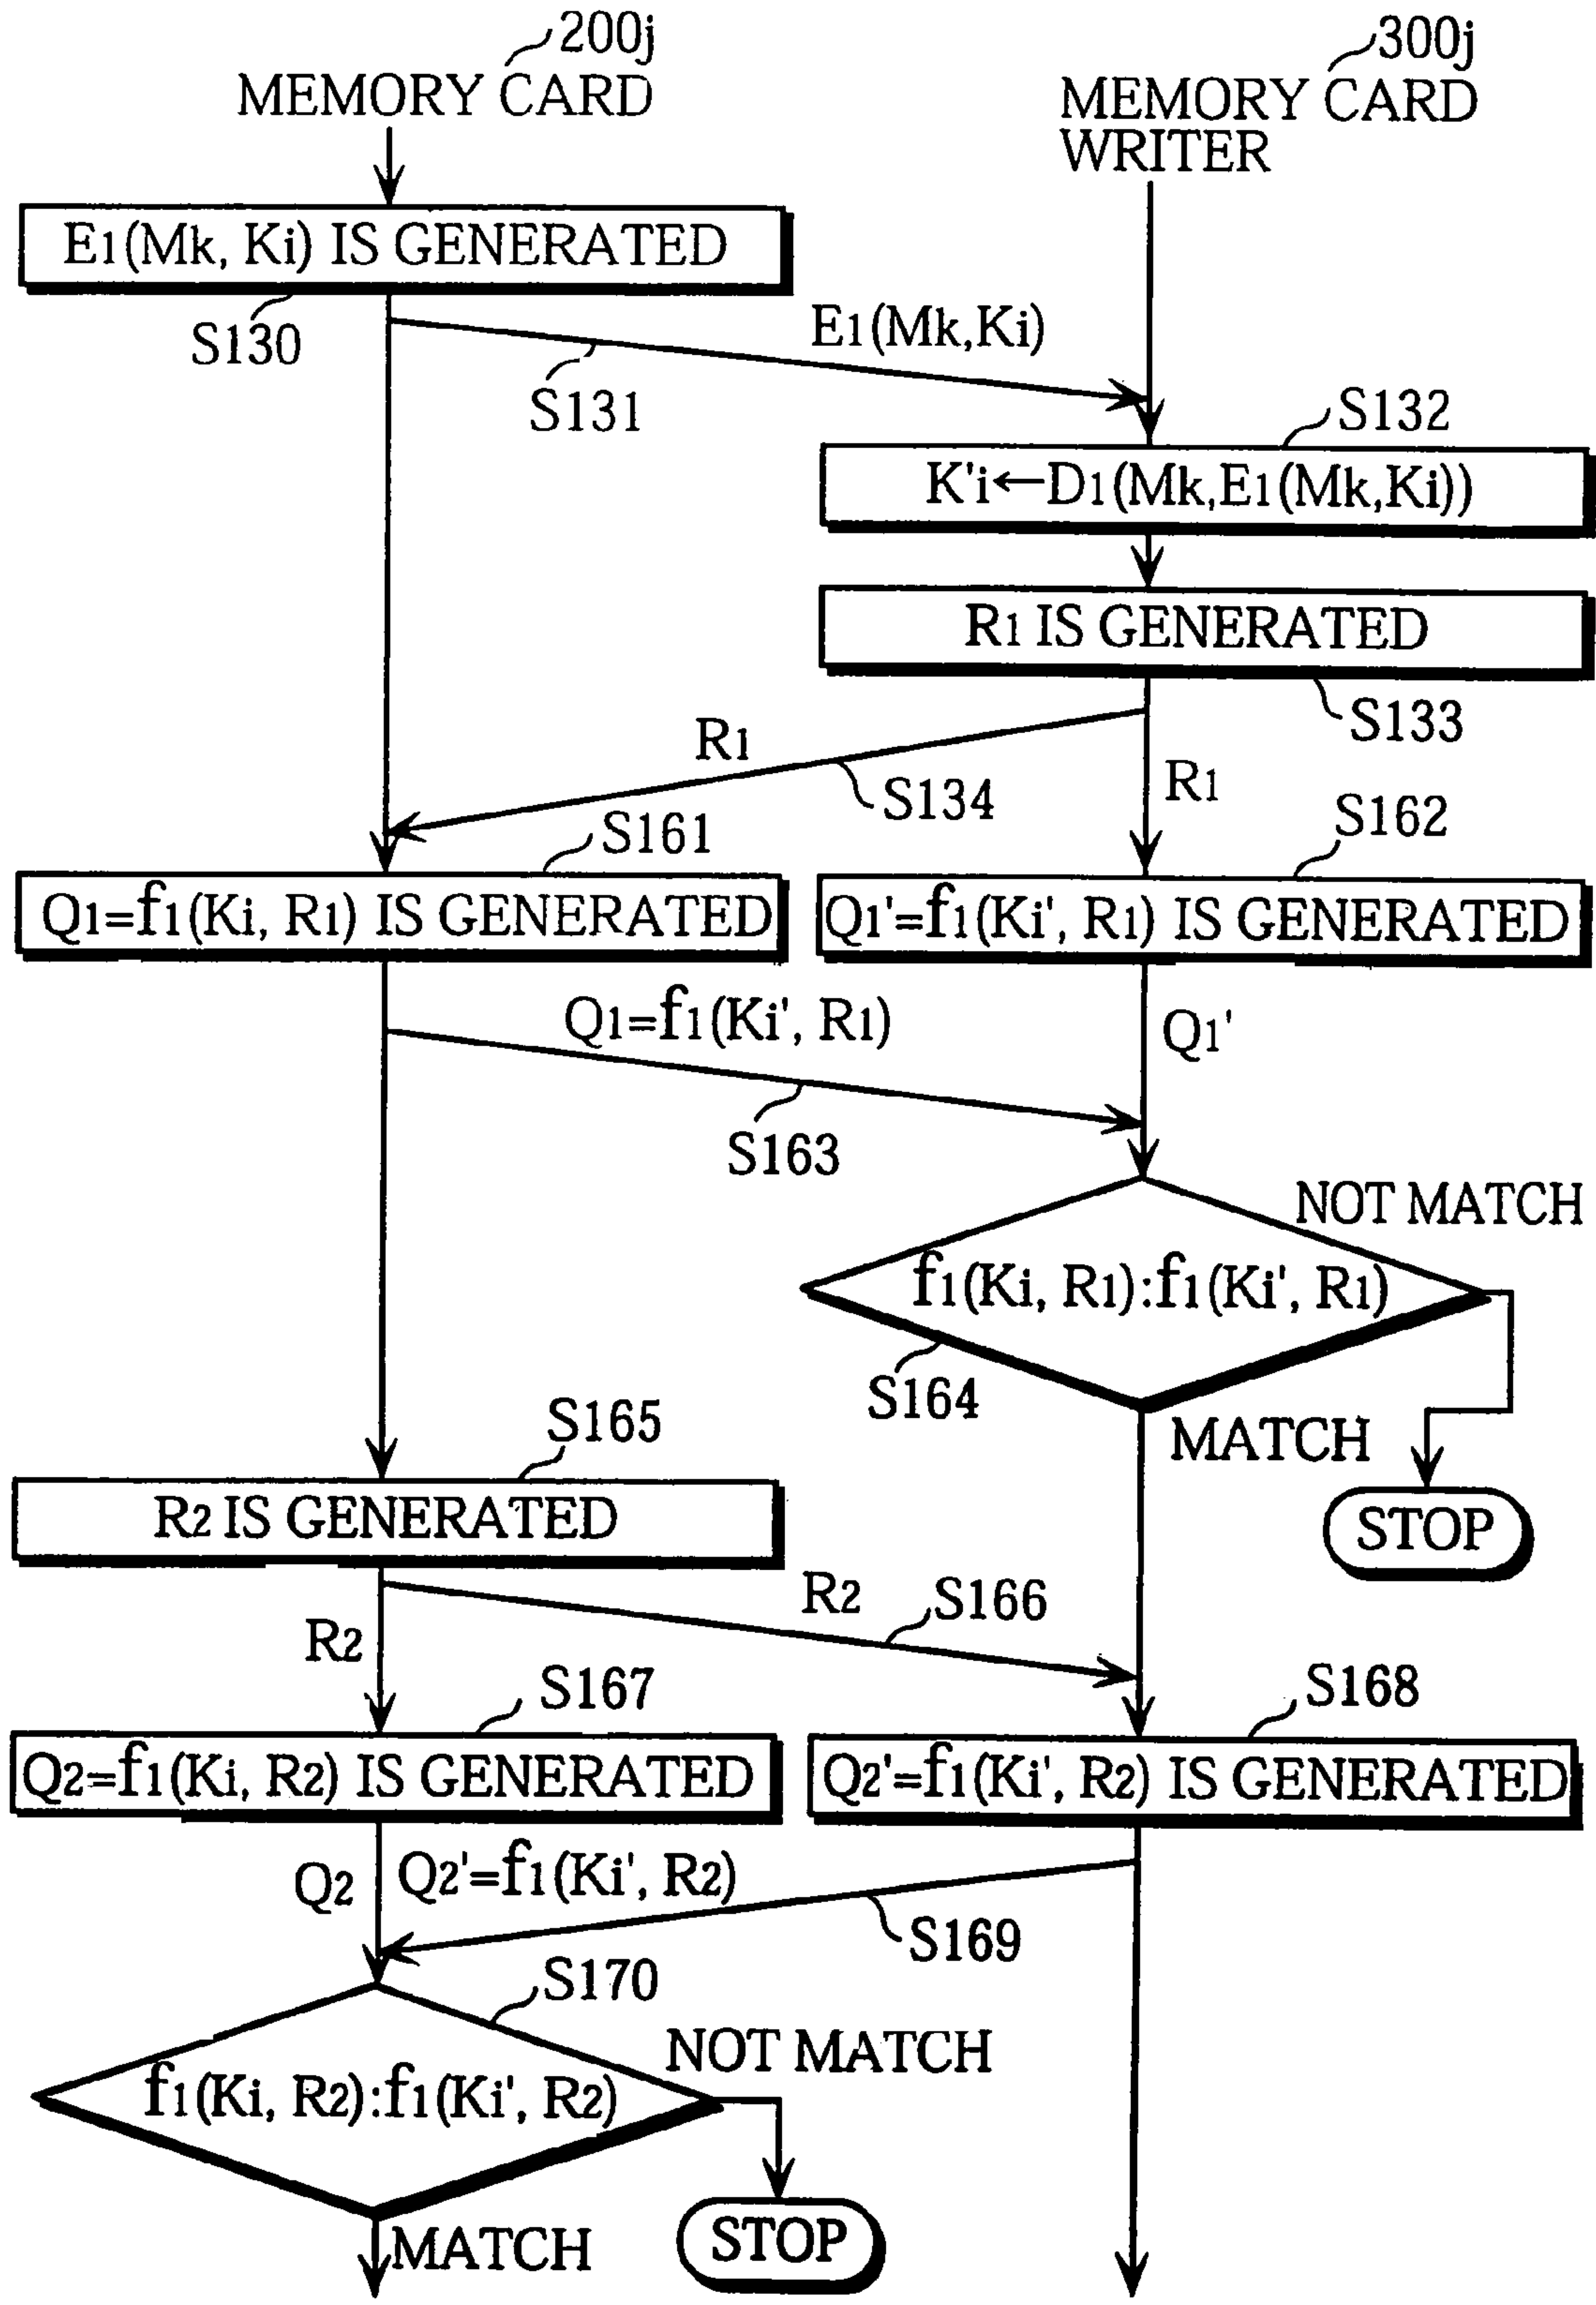 200j
MEMORY CARD
300j
MEMORY CARD
WRITER
E1(Mk, Ki) IS GENERATED
S130
E1(Mk,Ki)
S131
S132
K'i←D1(Mk,E1(Mk,Ki))
R1 IS GENERATED
S133
R1
S134
R1
S161
S162
Q1=f1(Ki, R1) IS GENERATED
Q1'=f1(Ki', R1) IS GENERATED
Q1=f1(Ki', R1)
Q1'
S163
NOT MATCH
f1(Ki, R1):f1(Ki', R1)
S164
MATCH
STOP
S165
R2 IS GENERATED
R2
S166
R2
S167
S168
Q2=f1(Ki, R2) IS GENERATED
Q2'=f1(Ki', R2) IS GENERATED
Q2
Q2'=f1(Ki', R2)
S169
S170
NOT MATCH
f1(Ki, R2):f1(Ki', R2)
STOP
MATCH